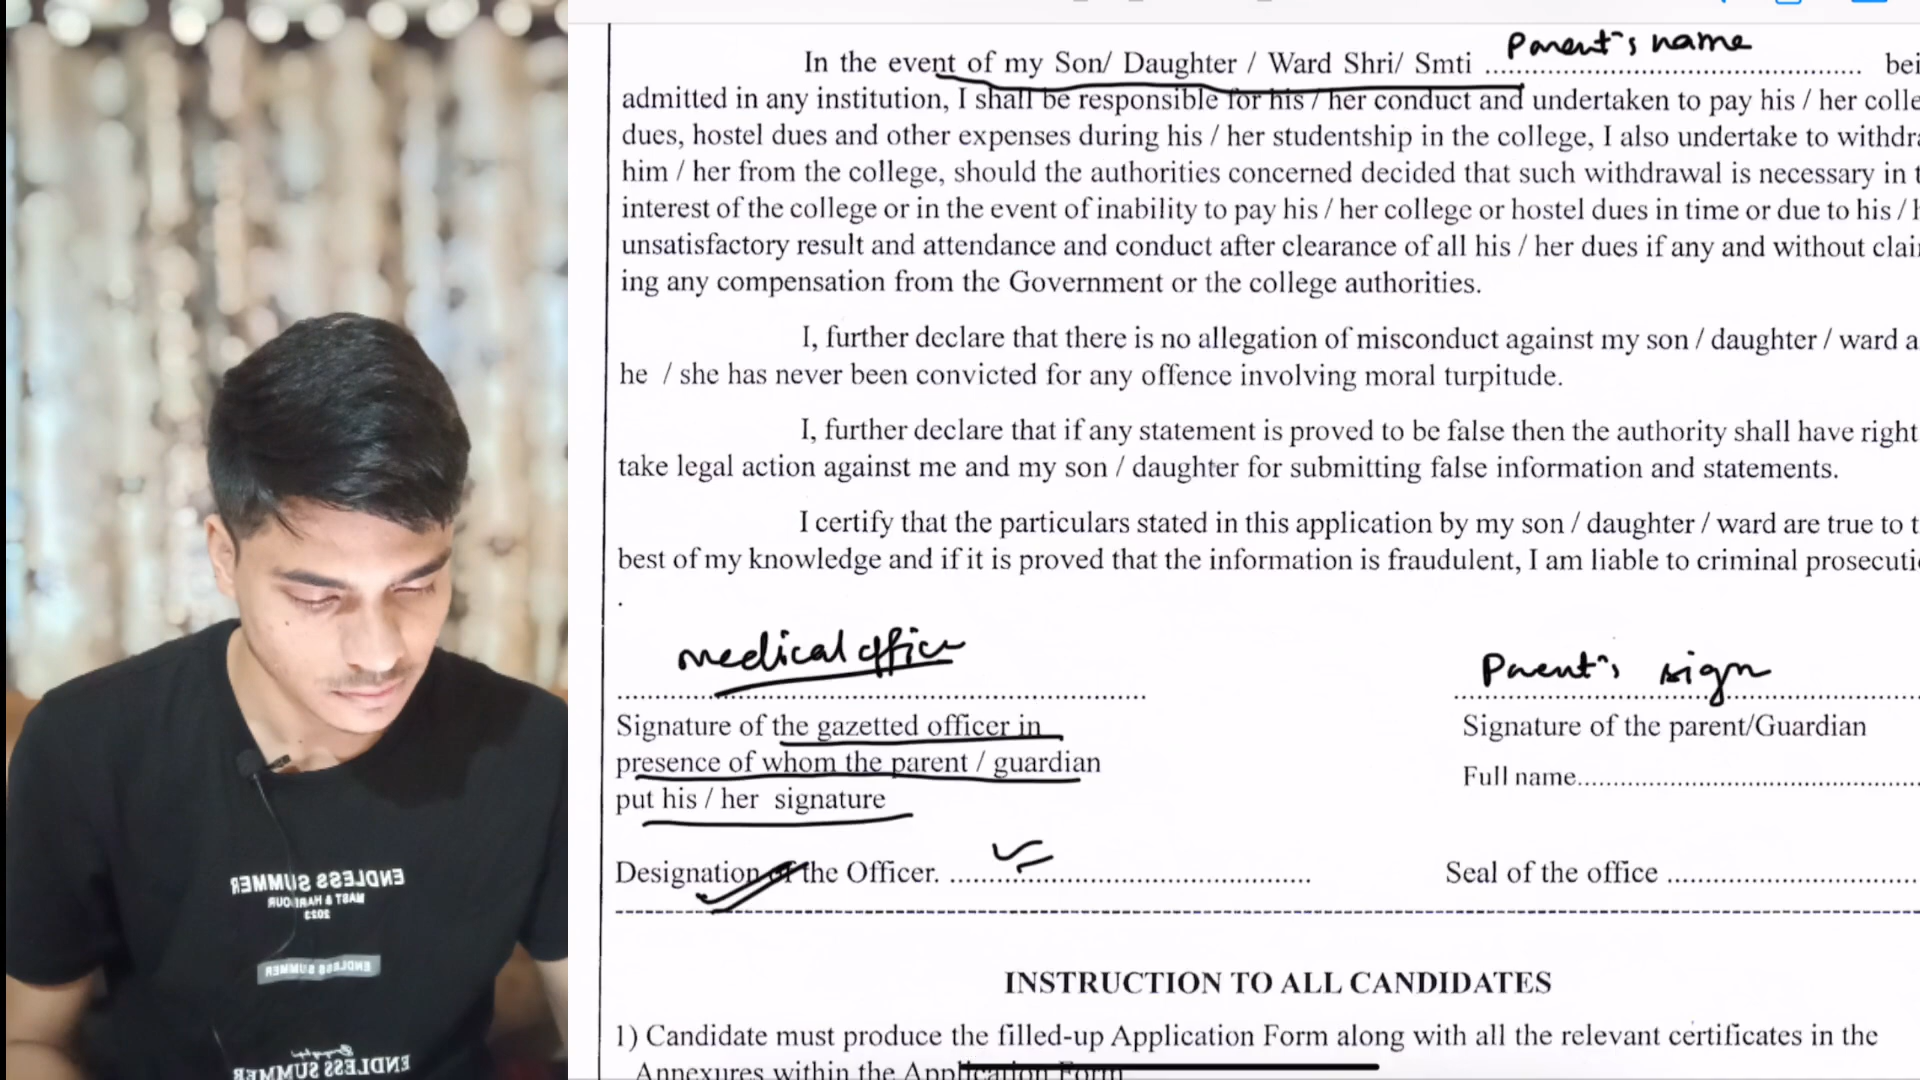 Parent's name
In the event of my Son/ Daughter / Ward Shri/ Smti .......................................................... bei
admitted in any institution, I shall be responsible for his / her conduct and undertaken to pay his / her colle
dues, hostel dues and other expenses during his / her studentship in the college, I also undertake to withdra
him / her from the college, should the authorities concerned decided that such withdrawal is necessary in t
interest of the college or in the event of inability to pay his / her college or hostel dues in time or due to his / h
unsatisfactory result and attendance and conduct after clearance of all his / her dues if any and without claim
ing any compensation from the Government or the college authorities.
I, further declare that there is no allegation of misconduct against my son / daughter / ward a
he / she has never been convicted for any offence involving moral turpitude.
I, further declare that if any statement is proved to be false then the authority shall have right
take legal action against me and my son / daughter for submitting false information and statements.
I certify that the particulars stated in this application by my son / daughter / ward are true to t
best of my knowledge and if it is proved that the information is fraudulent, I am liable to criminal prosecuti
.
medical office
Parent's sign
Signature of the gazetted officer in
presence of whom the parent / guardian
put his / her signature
Signature of the parent/Guardian
Full name..................................................
Designation of the Officer. ......................................................
Seal of the office .....................................
INSTRUCTION TO ALL CANDIDATES
1) Candidate must produce the filled-up Application Form along with all the relevant certificates in the
Annexures within the Application Form
ENDLESS SUMMER
MAST & HARBOUR
2023
ENDLESS SUMMER
ENDLESS SUMMER